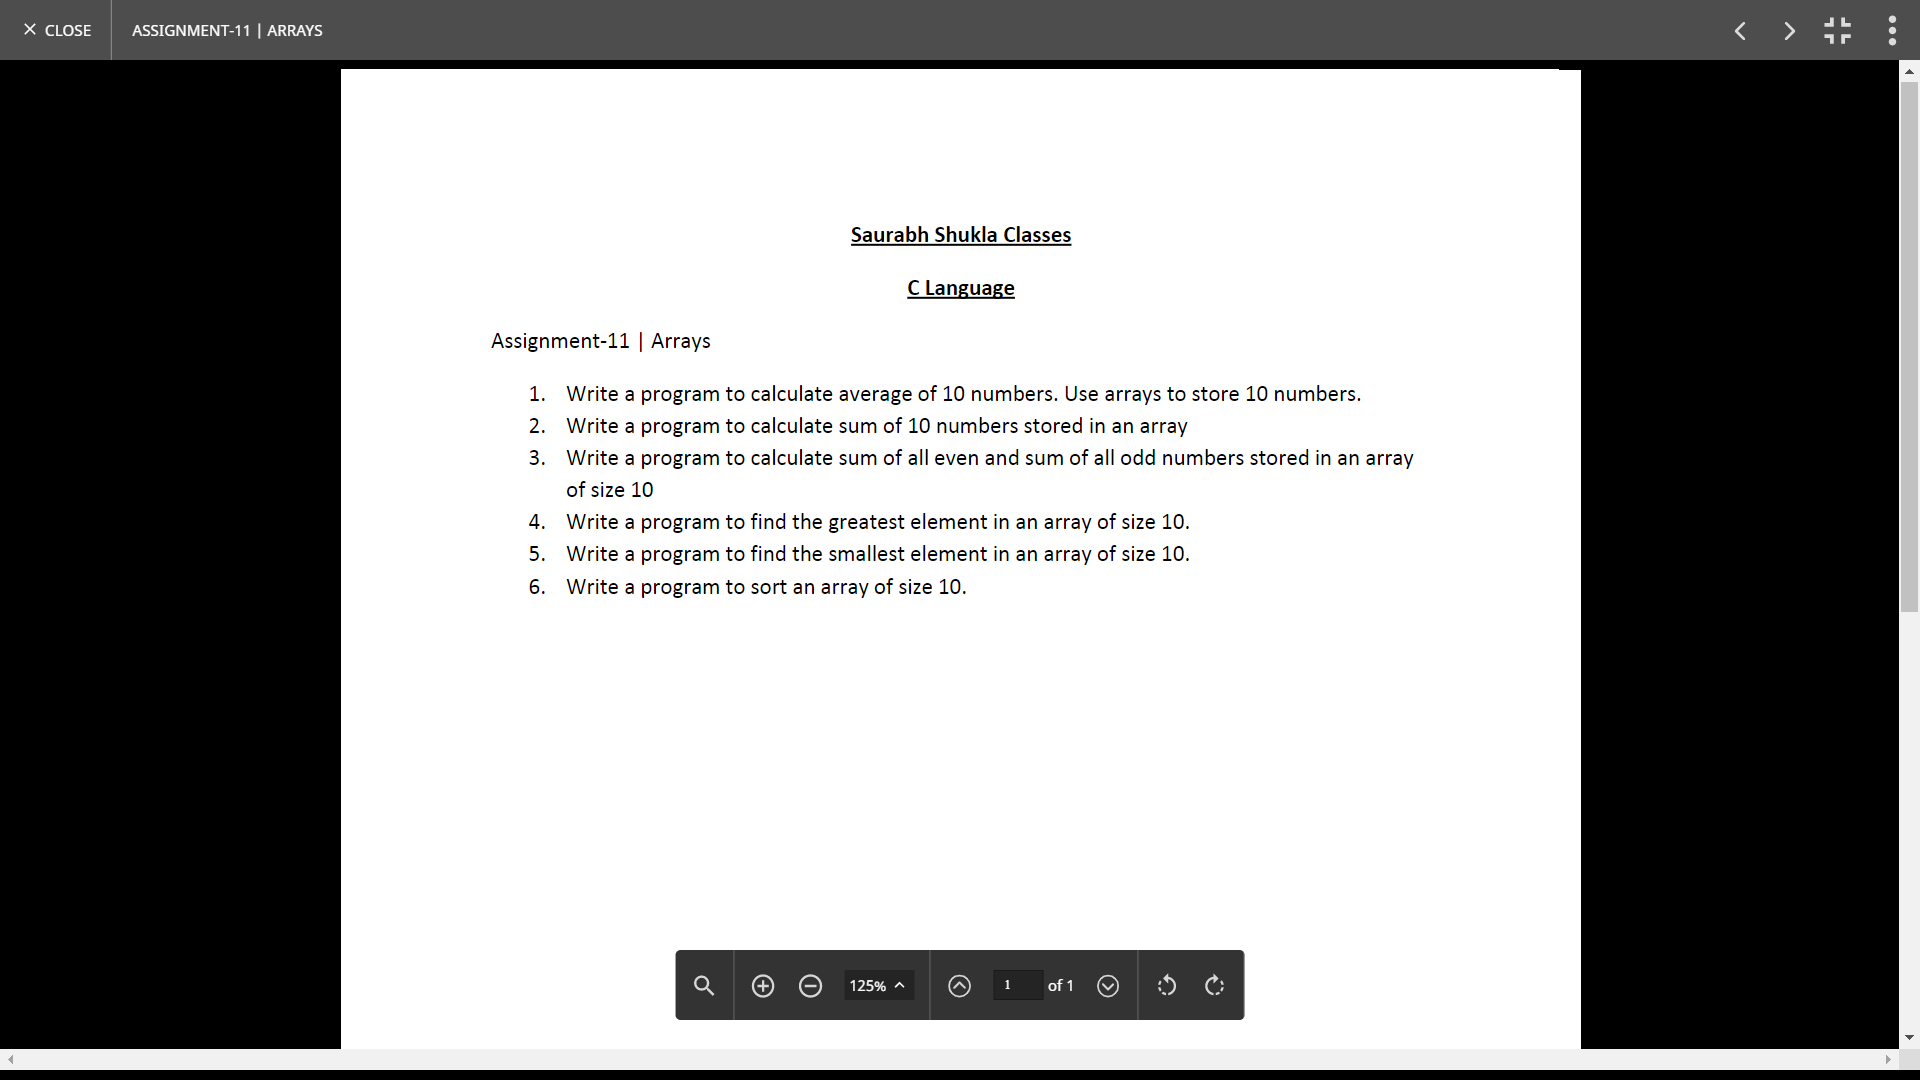 CLOSE
ASSIGNMENT-11 | ARRAYS
Saurabh Shukla Classes
C Language
Assignment-11 | Arrays
1. Write a program to calculate average of 10 numbers. Use arrays to store 10 numbers.
2. Write a program to calculate sum of 10 numbers stored in an array
3. Write a program to calculate sum of all even and sum of all odd numbers stored in an array
of size 10
4. Write a program to find the greatest element in an array of size 10.
5. Write a program to find the smallest element in an array of size 10.
6. Write a program to sort an array of size 10.
125% 1 of 1